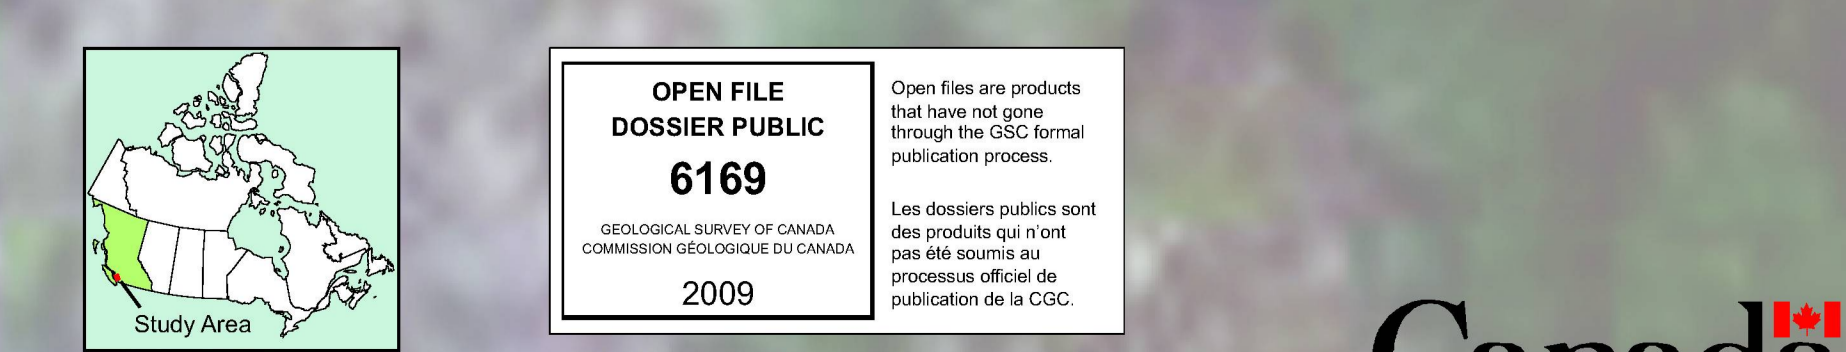 Study Area
OPEN FILE
DOSSIER PUBLIC
6169
GEOLOGICAL SURVEY OF CANADA
COMMISSION GÉOLOGIQUE DU CANADA
2009
Open files are products
that have not gone
through the GSC formal
publication process.
Les dossiers publics sont
des produits qui n'ont
pas été soumis au
processus officiel de
publication de la CGC.
Canada